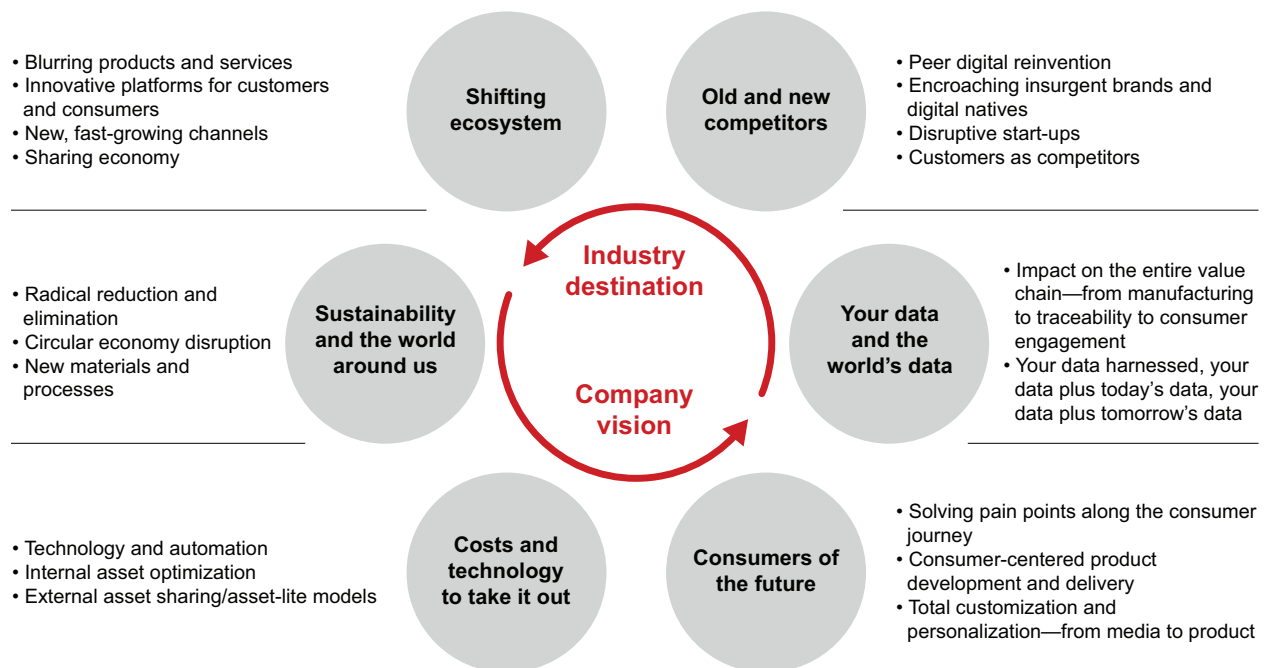 • Blurring products and services
• Innovative platforms for customers
and consumers
• New, fast-growing channels
• Sharing economy
Shifting
ecosystem
Old and new
competitors
• Peer digital reinvention
• Encroaching insurgent brands and
digital natives
• Disruptive start-ups
• Customers as competitors
• Radical reduction and
elimination
• Circular economy disruption
• New materials and
processes
Sustainability
and the world
around us
Industry
destination
Company
vision
Your data
and the
world’s data
• Impact on the entire value
chain—from manufacturing
to traceability to consumer
engagement
• Your data harnessed, your
data plus today’s data, your
data plus tomorrow’s data
• Technology and automation
• Internal asset optimization
• External asset sharing/asset-lite models
Costs and
technology
to take it out
Consumers of
the future
• Solving pain points along the consumer
journey
• Consumer-centered product
development and delivery
• Total customization and
personalization—from media to product